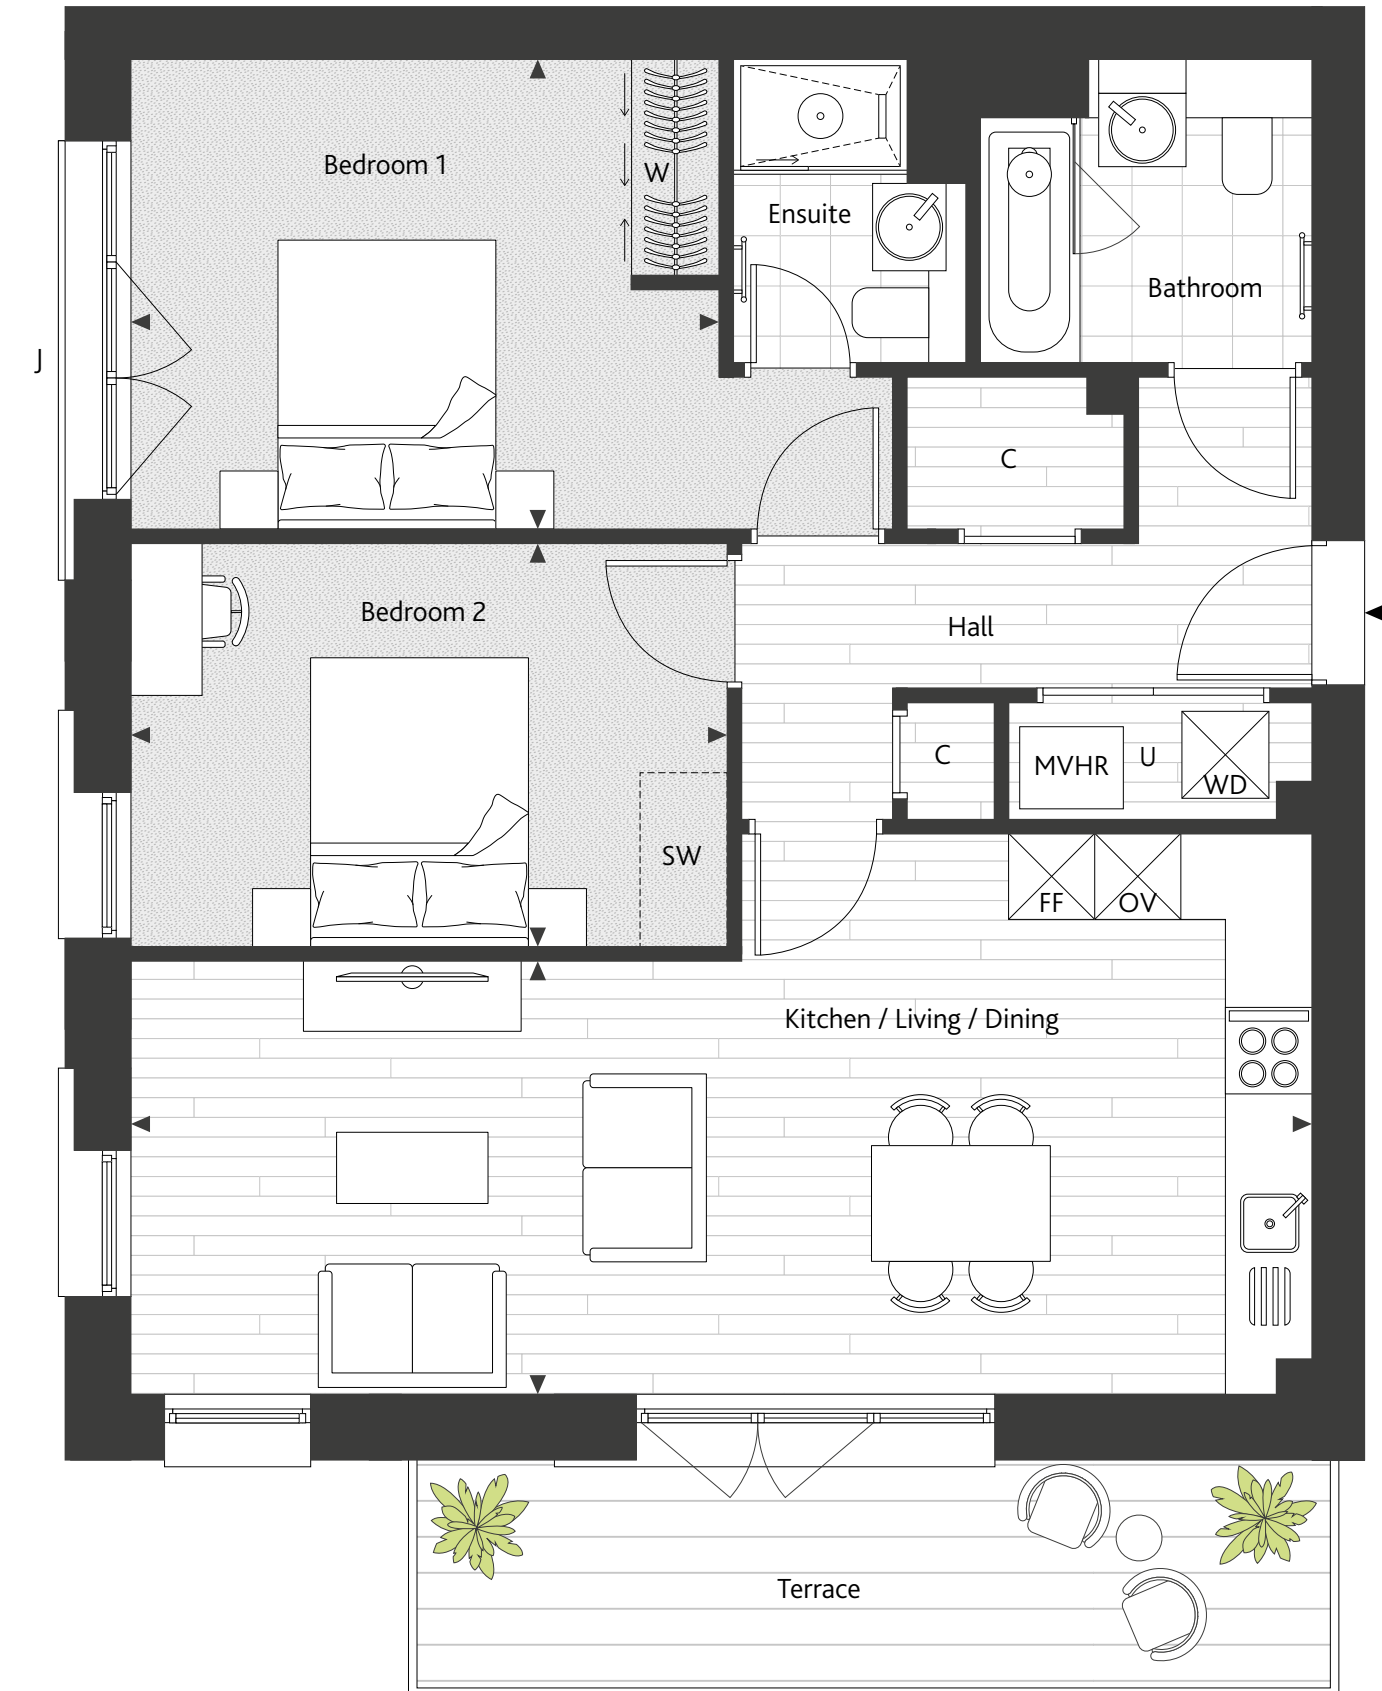 Bedroom 1
W
Ensuite
Bathroom
J
C
Bedroom 2
Hall
C
MVHR
U
WD
SW
FF
OV
Kitchen / Living / Dining
Terrace